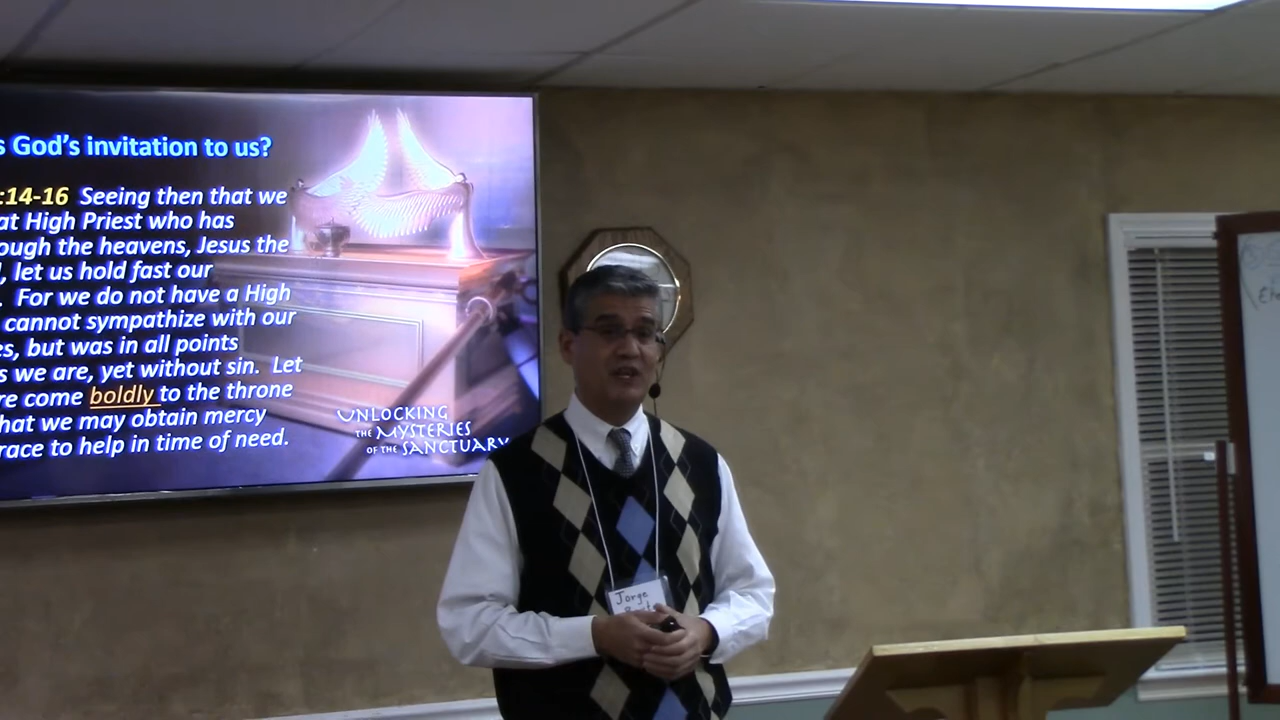 s God's invitation to us?
:14-16 Seeing then that we
at High Priest who has
ough the heavens, Jesus the
, let us hold fast our
. For we do not have a High
cannot sympathize with our
es, but was in all points
s we are, yet without sin. Let
re come boldly to the throne
hat we may obtain mercy
race to help in time of need.
UNLOCKING
THE MYSTERIES
OF THE SANCTUARY
Jorge